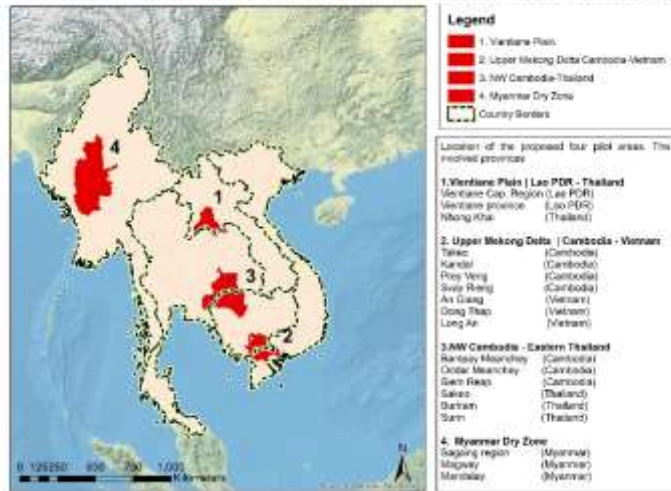 4
1
3
2
N
1,000
Kilometers
Legend
1. Vientiane Plain
2. Upper Mekong Delta Cambodia-Vietnam
3. NW Cambodia-Thailand
4. Myanmar Dry Zone
Country Borders
Location of the proposed four pilot areas. The
involved provinces
1.Vientiane Plain | Lao PDR - Thailand
Vientiane Cap. Region (Lao PDR)
Vientiane province (Lao PDR)
Nhong Khai (Thailand)
2. Upper Mekong Delta | Cambodia - Vietnam
Takeo (Cambodia)
Kandal (Cambodia)
Prey Veng (Cambodia)
Svay Rieng (Cambodia)
An Giang (Vietnam)
Dong Thap (Vietnam)
Long An (Vietnam)
3.NW Cambodia - Eastern Thailand
Banteay Meanchey (Cambodia)
Oddar Meanchey (Cambodia)
Siem Reap (Cambodia)
Sakeo (Thailand)
Buriram (Thailand)
Surin (Thailand)
4. Myanmar Dry Zone
Sagaing region (Myanmar)
Magway (Myanmar)
Mandalay (Myanmar)